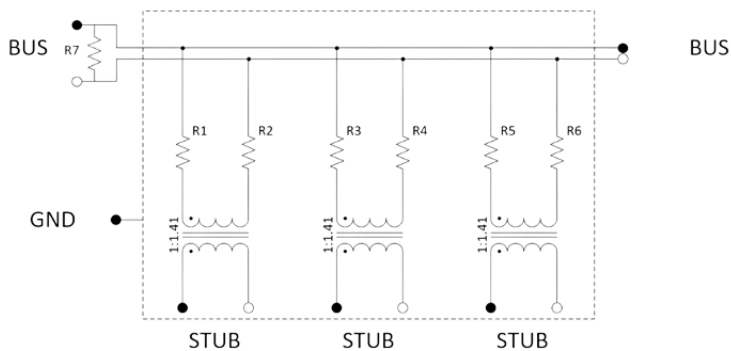 BUS
R7
BUS
R1
R2
R3
R4
R5
R6
GND
1:1.41
1:1.41
1:1.41
STUB
STUB
STUB